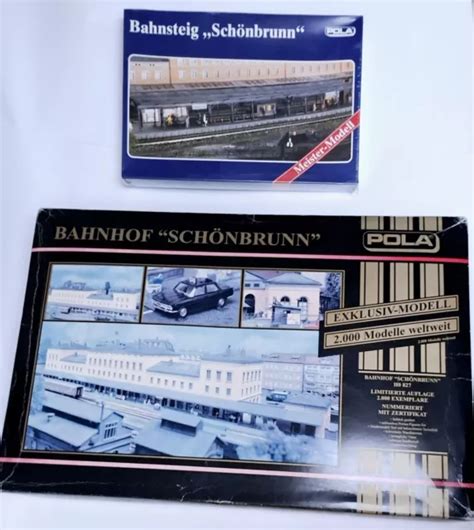 Bahnsteig „Schönbrunn“
POLA
Meister-Modell
BAHNHOF “SCHÖNBRUNN”
POLA
EXKLUSIV-MODELL
2.000 Modelle weltweit
BAHNHOF “SCHÖNBRUNN”
H0 827
LIMITIERTE AUFLAGE
2.000 EXEMPLARE
NUMMERIERT
MIT ZERTIFIKAT